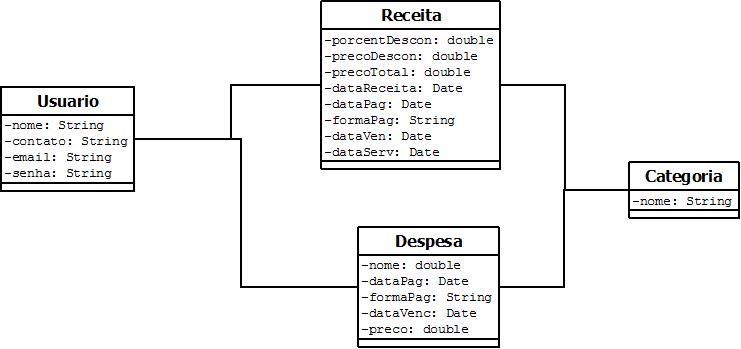 Receita
-porcentDescon: double
-precoDescon: double
-precoTotal: double
-dataReceita: Date
-dataPag: Date
-formaPag: String
-dataVen: Date
-dataServ: Date
Usuario
-nome: String
-contato: String
-email: String
-senha: String
Categoria
-nome: String
Despesa
-nome: double
-dataPag: Date
-formaPag: String
-dataVenc: Date
-preco: double